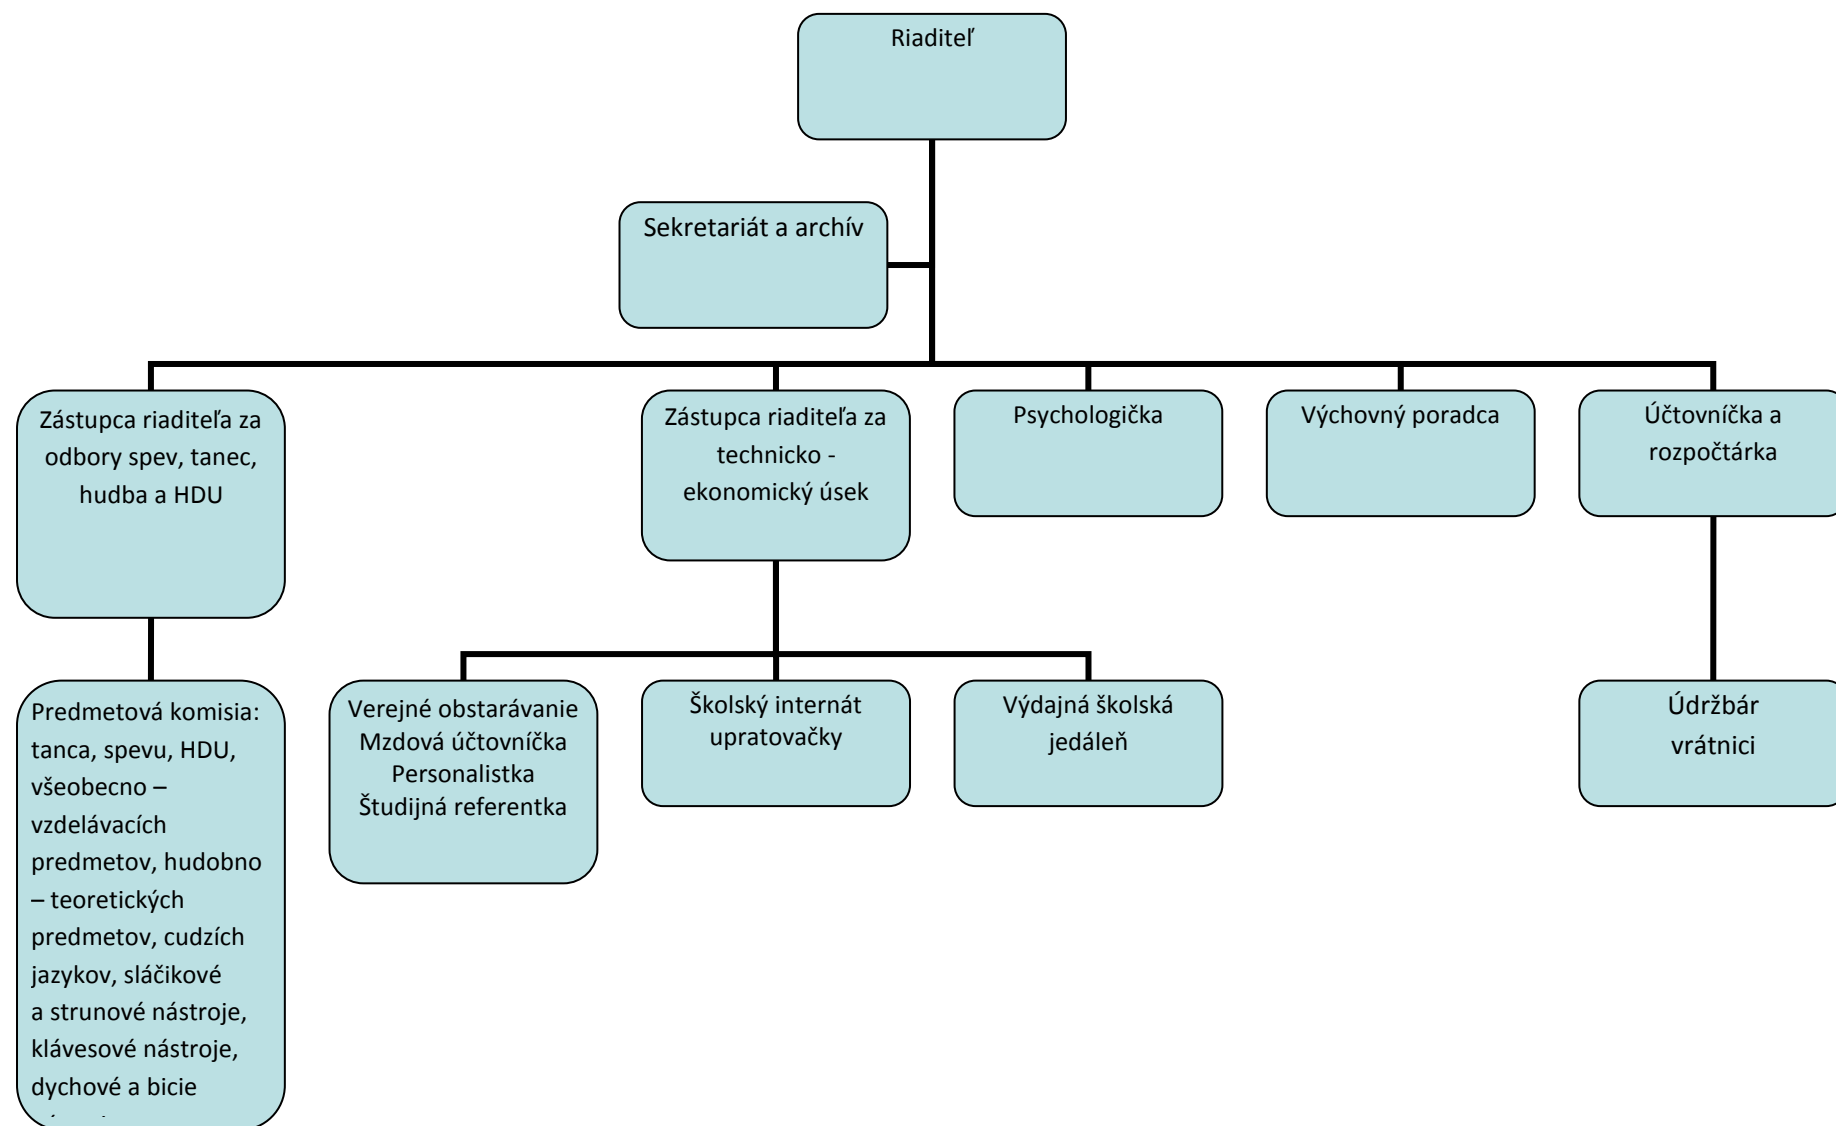 Riaditeľ
Sekretariát a archív
Zástupca riaditeľa za
odbory spev, tanec,
hudba a HDU
Zástupca riaditeľa za
technicko -
ekonomický úsek
Psychologička
Výchovný poradca
Účtovníčka a
rozpočtárka
Predmetová komisia:
tanca, spevu, HDU,
všeobecno –
vzdelávacích
predmetov, hudobno
– teoretických
predmetov, cudzích
jazykov, sláčikové
a strunové nástroje,
klávesové nástroje,
dychové a bicie
Verejné obstarávanie
Mzdová účtovníčka
Personalistka
Študijná referentka
Školský internát
upratovačky
Výdajná školská
jedáleň
Údržbár
vrátnici